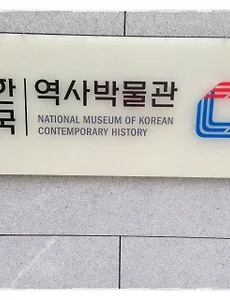 한
국
역사박물관
NATIONAL MUSEUM OF KOREAN
CONTEMPORARY HISTORY